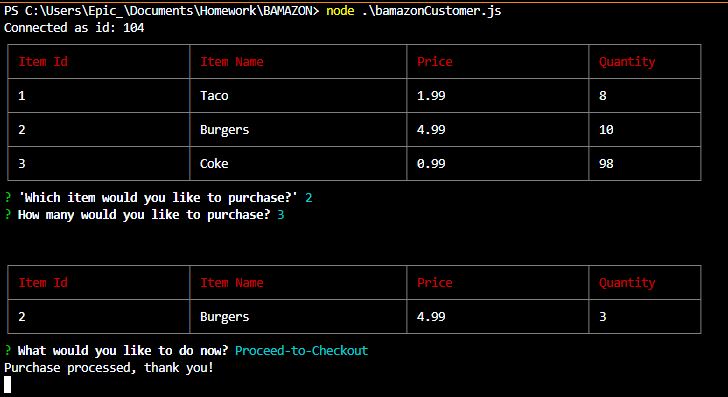 PS C:\Users\Epic_\Documents\Homework\BAMAZON> node .\bamazonCustomer.js
Connected as id: 104
Item Id Item Name Price Quantity
1 Taco 1.99 8
2 Burgers 4.99 10
3 Coke 0.99 98
? 'Which item would you like to purchase?' 2
? How many would you like to purchase? 3
Item Id Item Name Price Quantity
2 Burgers 4.99 3
? What would you like to do now? Proceed-to-Checkout
Purchase processed, thank you!